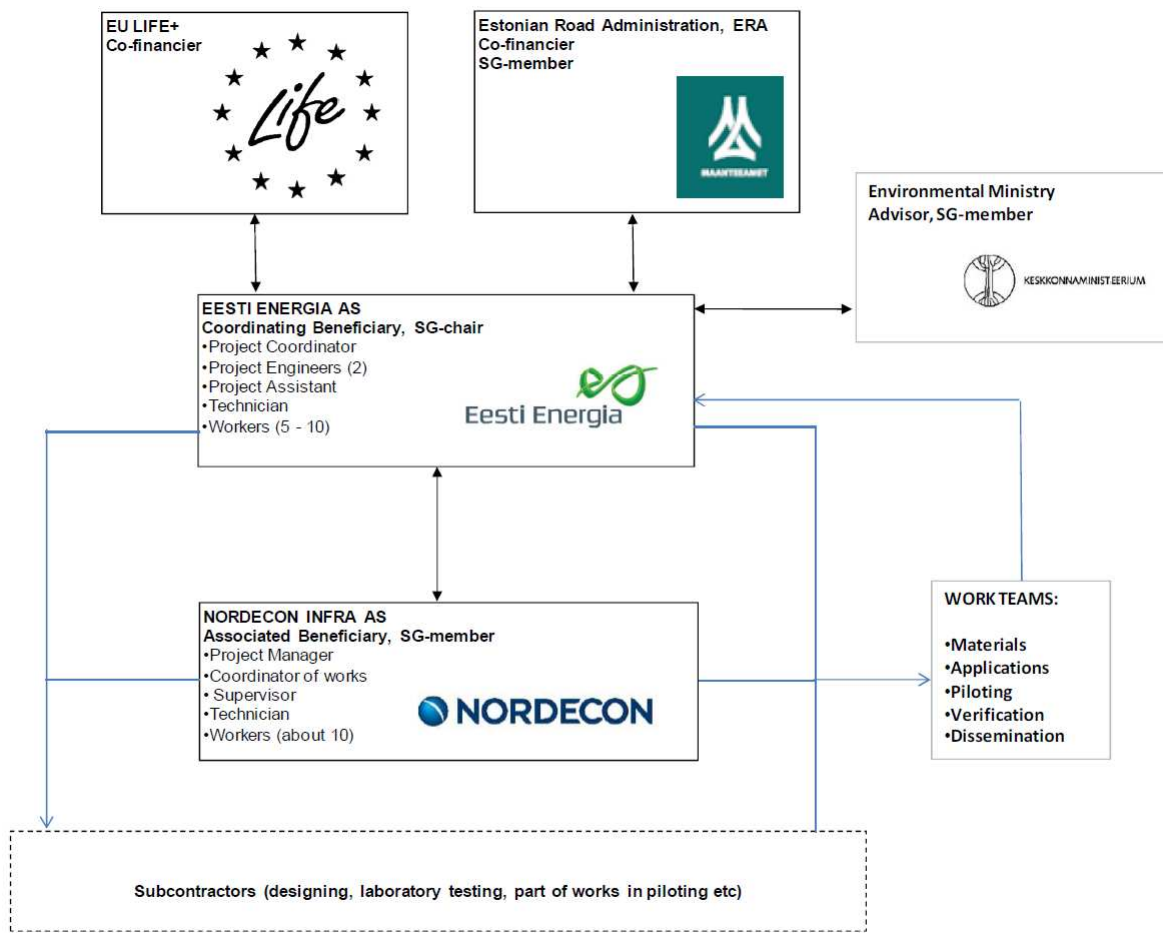 EU LIFE+
Co-financier
Life
Estonian Road Administration, ERA
Co-financier
SG-member
MAANTEEAMET
Environmental Ministry
Advisor, SG-member
KESKKONNAMINISTEERIUM
EESTI ENERGIA AS
Coordinating Beneficiary, SG-chair
•Project Coordinator
•Project Engineers (2)
•Project Assistant
•Technician
•Workers (5 - 10)
Eesti Energia
NORDECON INFRA AS
Associated Beneficiary, SG-member
•Project Manager
•Coordinator of works
• Supervisor
•Technician
•Workers (about 10)
NORDECON
WORK TEAMS:
•Materials
•Applications
•Piloting
•Verification
•Dissemination
Subcontractors (designing, laboratory testing, part of works in piloting etc)